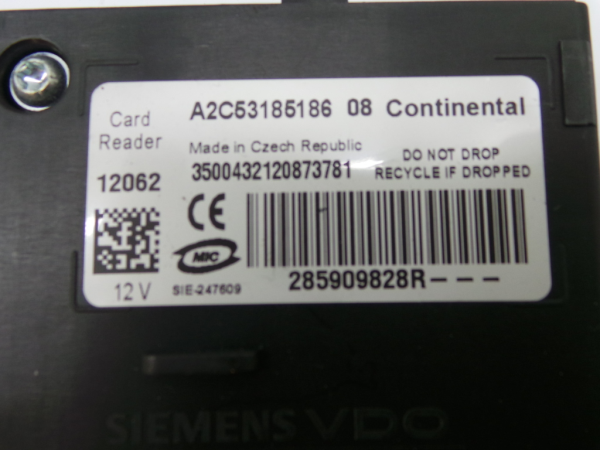 Card
Reader
12062
12 V
A2C53185186 08 Continental
Made in Czech Republic
3500432120873781
DO NOT DROP
RECYCLE IF DROPPED
CE
MIC
SIE-247609
285909828R---
SIEMENS VDO